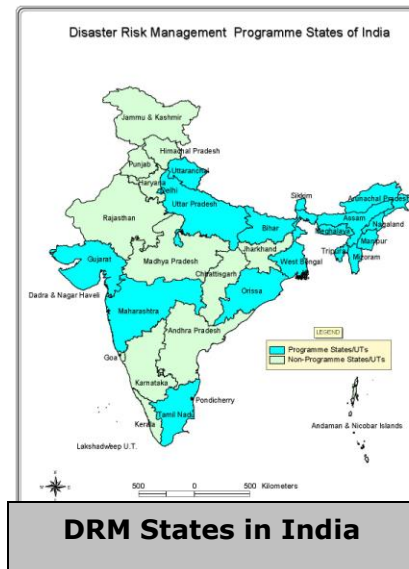 Disaster Risk Management Programme States of India
Jammu & Kashmir
Himachal Pradesh
Punjab
Uttaranchal
Haryana
Delhi
Arunachal Pradesh
Sikkim
Rajasthan
Uttar Pradesh
Assam
Nagaland
Bihar
Meghalaya
Manipur
Jharkhand
Tripura
Gujarat
Madhya Pradesh
West Bengal
Mizoram
Chhattisgarh
Dadra & Nagar Haveli
Orissa
Maharashtra
Andhra Pradesh
LEGEND
Programme States/UTs
Non-Programme States/UTs
Goa
Karnataka
Pondicherry
Tamil Nadu
Andaman & Nicobar Islands
Kerala
Lakshadweep U.T.
N
W E
S
500 0 500 Kilometers
DRM States in India